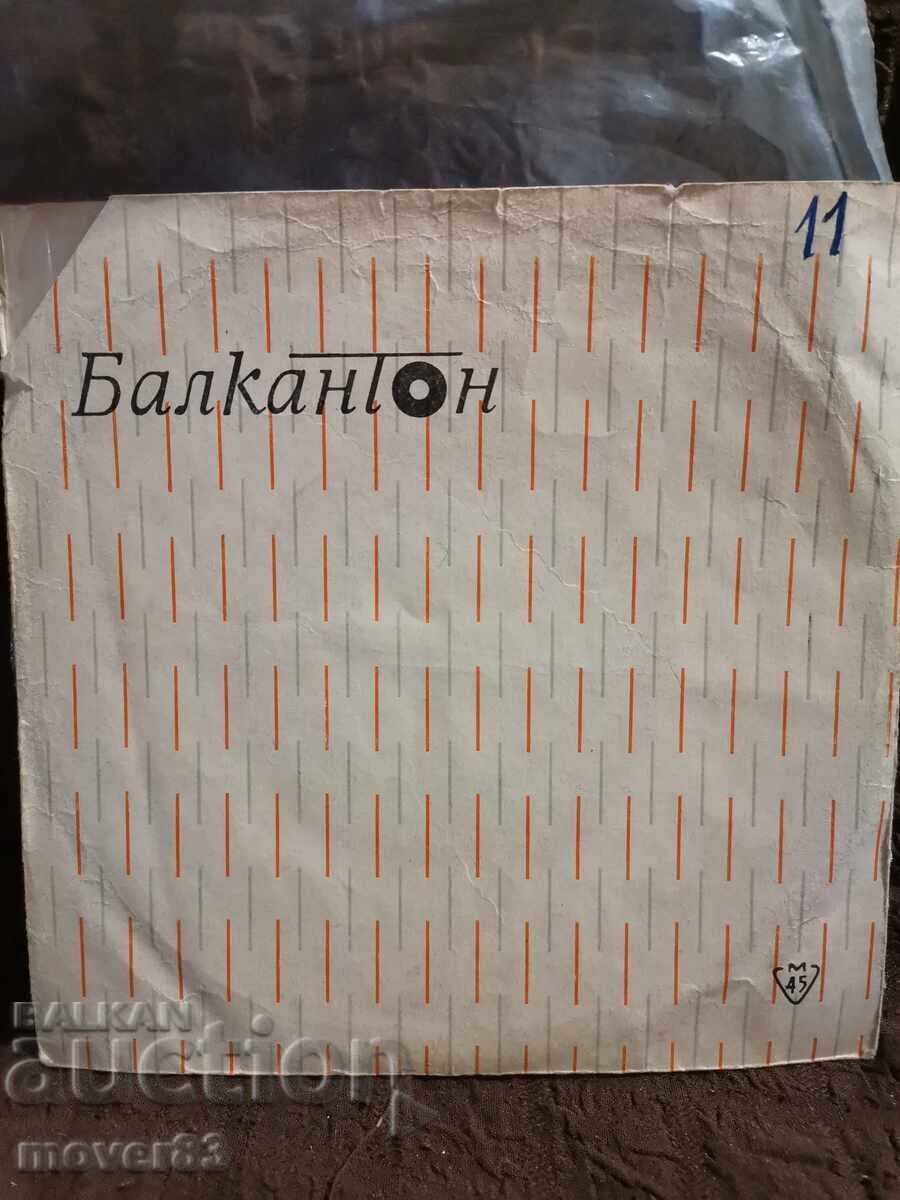 11
Балкантон
М
45
BALKAN
auction
mover83